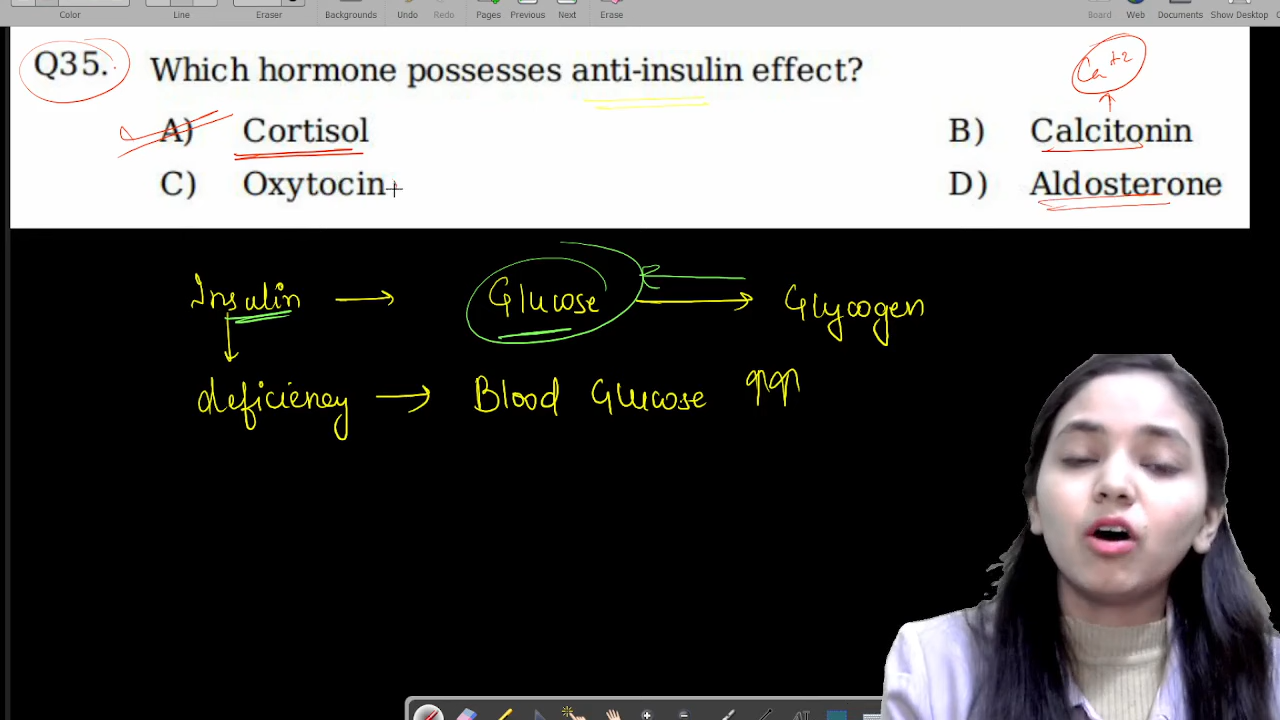 Color Line Eraser Backgrounds Undo Redo Pages Previous Next Erase Board Web Documents Show Desktop
Q35. Which hormone possesses anti-insulin effect?
Ca+2
A) Cortisol B) Calcitonin
C) Oxytocin D) Aldosterone
Insulin → Glucose → Glycogen
deficiency → Blood Glucose ↑↑